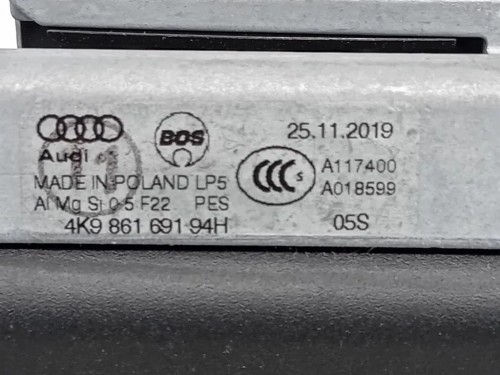 BOS
25.11.2019
Audi
MADE IN POLAND LP5
Al Mg Si 0.5 F22 PES
4K9 861 691 94H
CCC S
A117400
A018599
05S